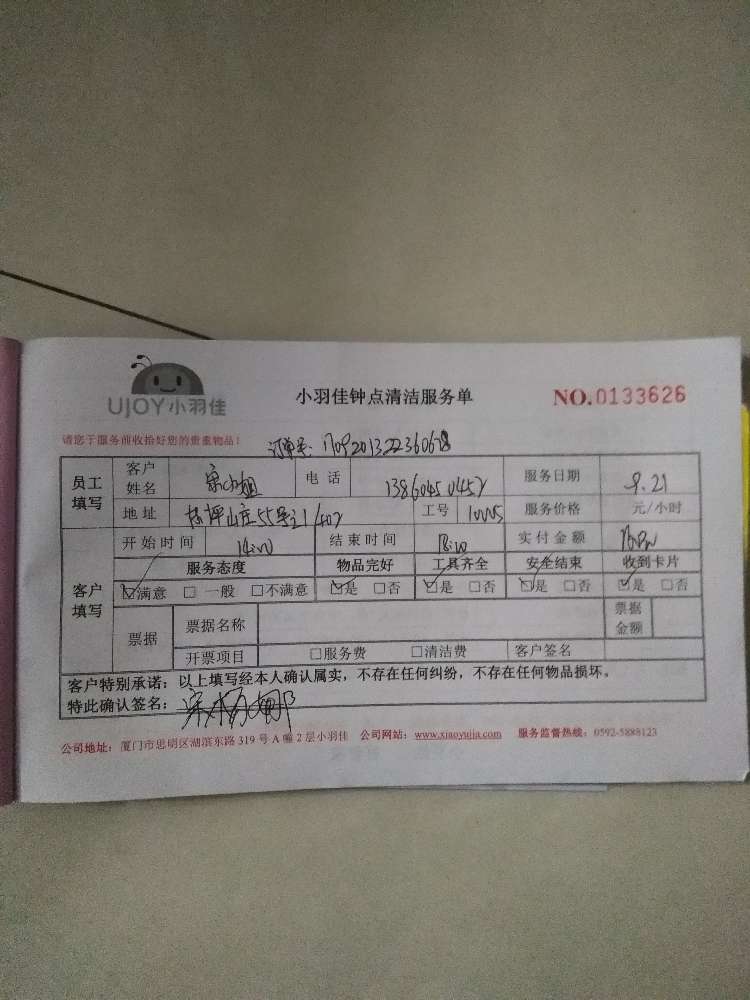 UJOY小羽佳
小羽佳钟点清洁服务单
NO.0133626
请您于服务前收拾好您的贵重物品！
订单号:
员工填写 客户姓名 宋小姐 电 话 服务日期 9.21
地址 工号 服务价格 元/小时
开始时间 14:00 结束时间 18:00 实付金额
客户填写 服务态度 物品完好 工具齐全 安全结束 收到卡片
☑满意 □ 一般 □不满意 ☑是 □否 ☑是 □否 ☑是 □否 ☑是 □否
票据 票据名称 票据金额
开票项目 □服务费 □清洁费 客户签名
客户特别承诺：以上填写经本人确认属实，不存在任何纠纷，不存在任何物品损坏。
特此确认签名：
公司地址：厦门市思明区湖滨东路 319 号 A 幢 2 层小羽佳 公司网站：www.xiaoyujia.com 服务监督热线：0592-5888123